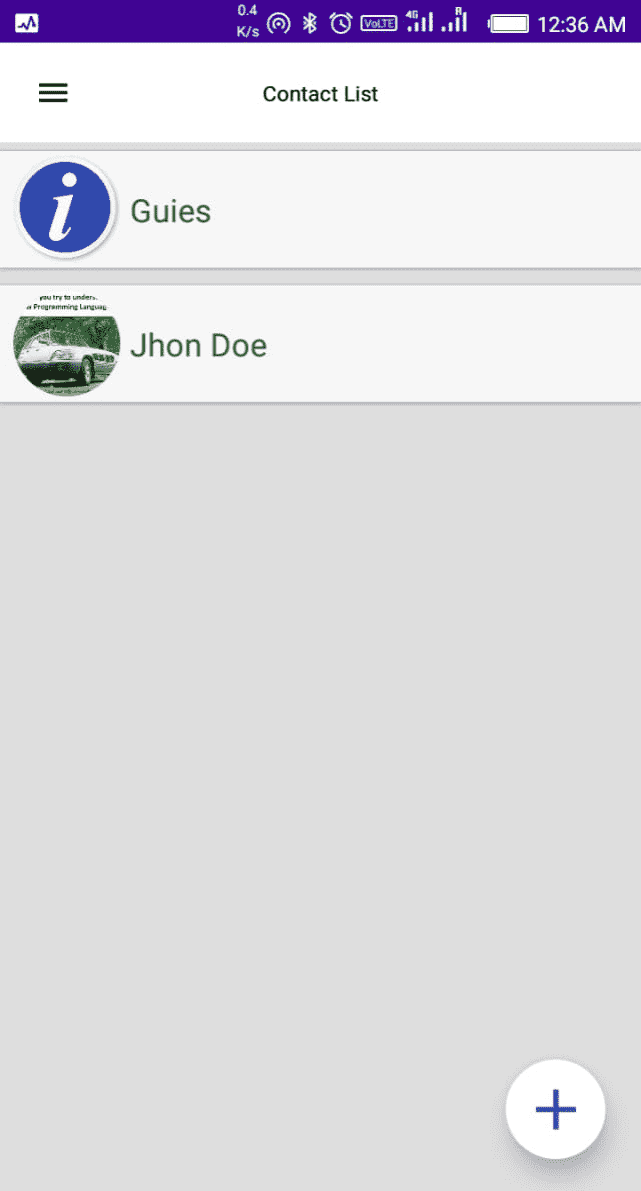 0.4
K/s VoLTE 4G R 12:36 AM
Contact List
i Guies
you try to unders
Programming Languag
Jhon Doe